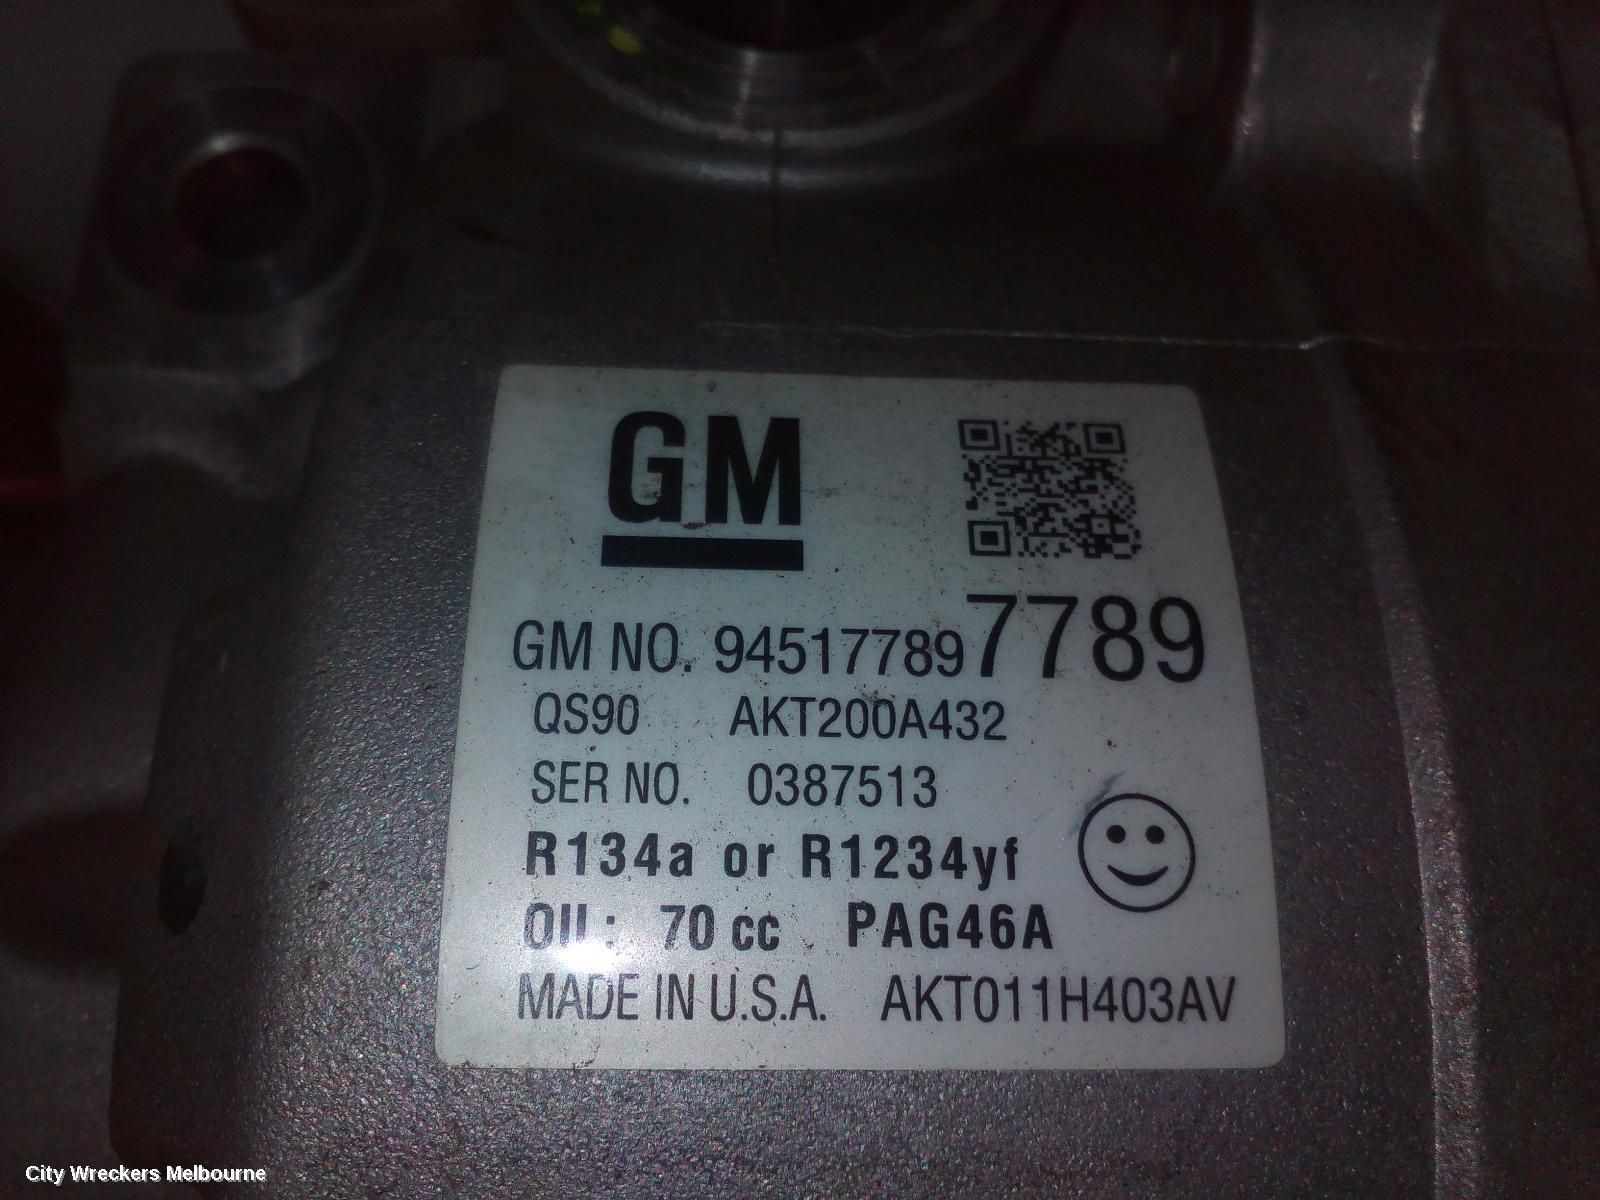 GM
GM NO. 94517789 7789
QS90 AKT200A432
SER NO. 0387513
R134a or R1234yf
OIL: 70 cc PAG46A
MADE IN U.S.A. AKT011H403AV
City Wreckers Melbourne